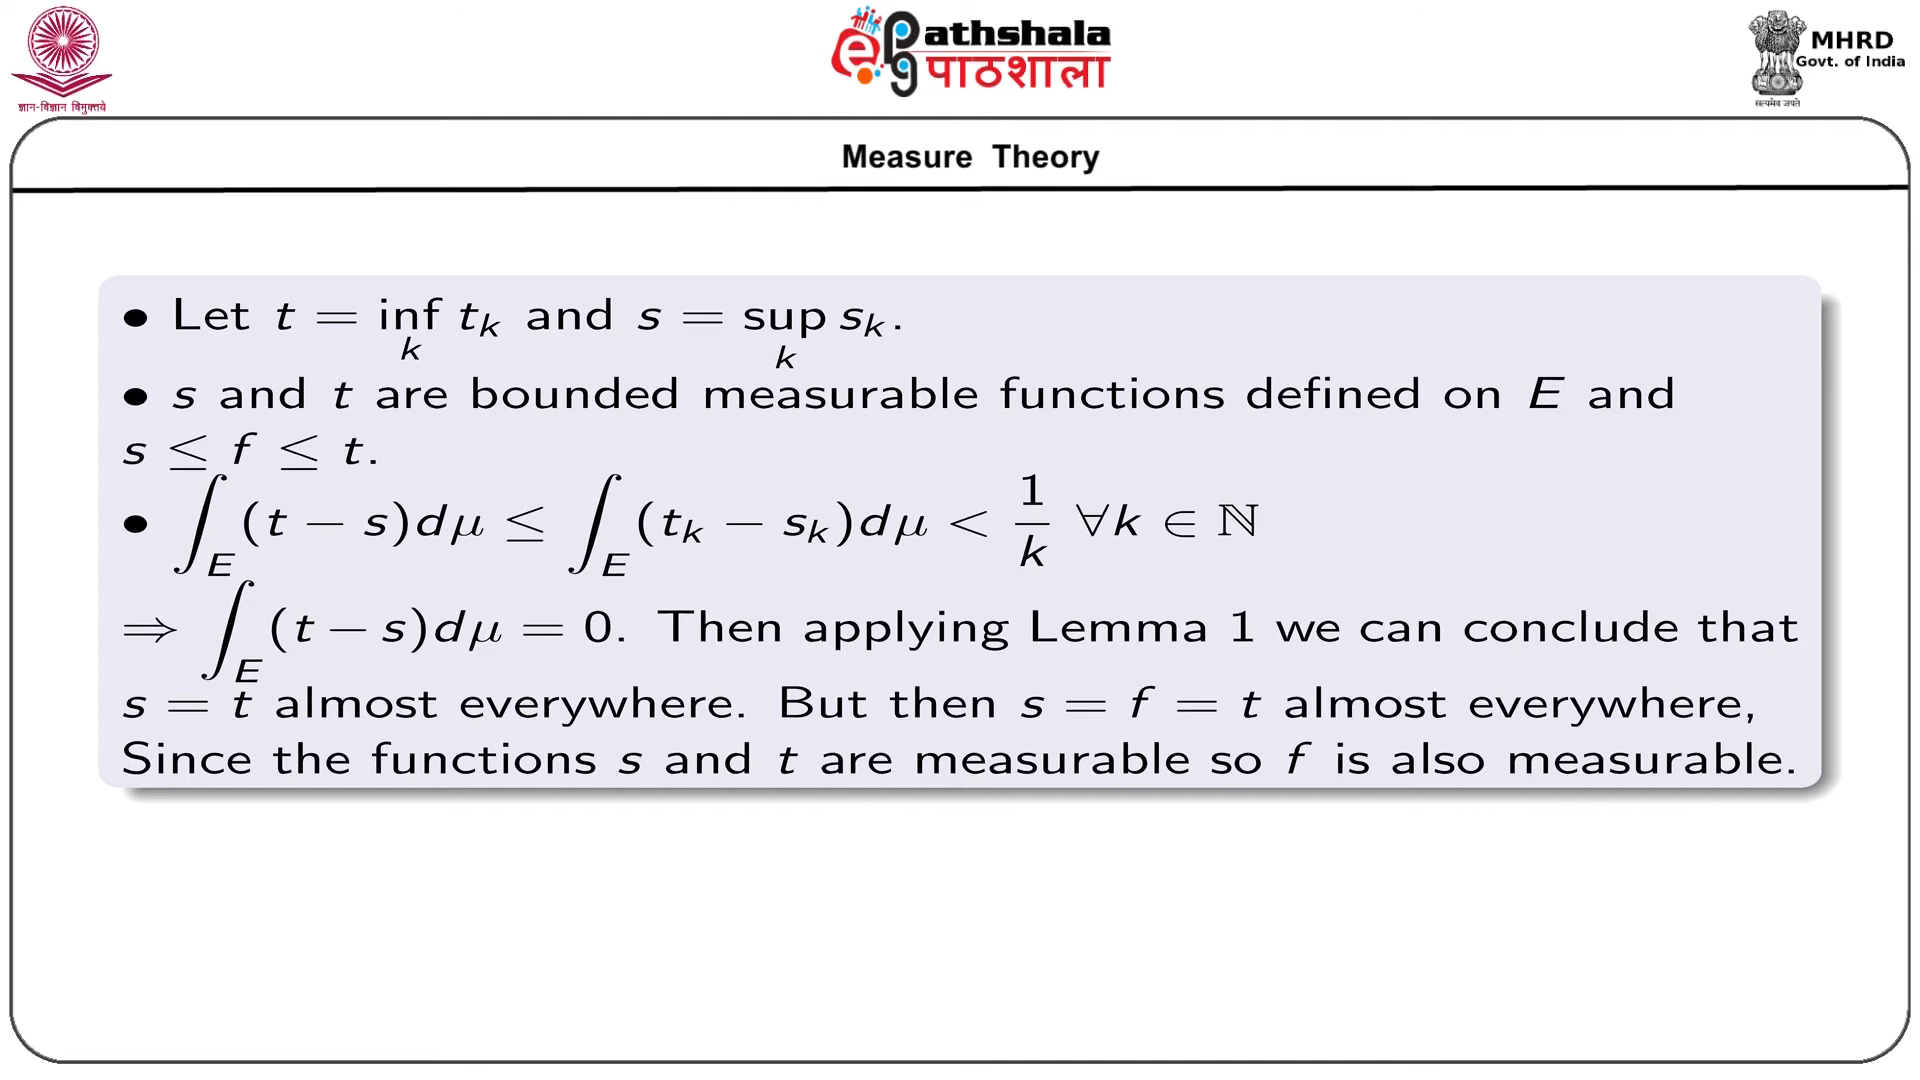 ज्ञान-विज्ञान विमुक्तये
ePathshala
पाठशाला
MHRD
Govt. of India
सत्यमेव जयते
Measure Theory
• Let t = inf_k t_k and s = sup_k s_k.
• s and t are bounded measurable functions defined on E and
s ≤ f ≤ t.
• ∫_E (t − s)dμ ≤ ∫_E (t_k − s_k)dμ < 1/k ∀k ∈ ℕ
⇒ ∫_E (t − s)dμ = 0. Then applying Lemma 1 we can conclude that
s = t almost everywhere. But then s = f = t almost everywhere,
Since the functions s and t are measurable so f is also measurable.